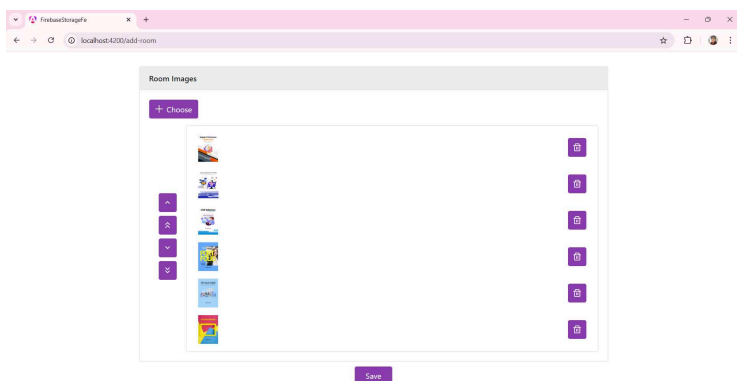 FirebaseStorageFe
localhost:4200/add-room
Room Images
+ Choose
Save